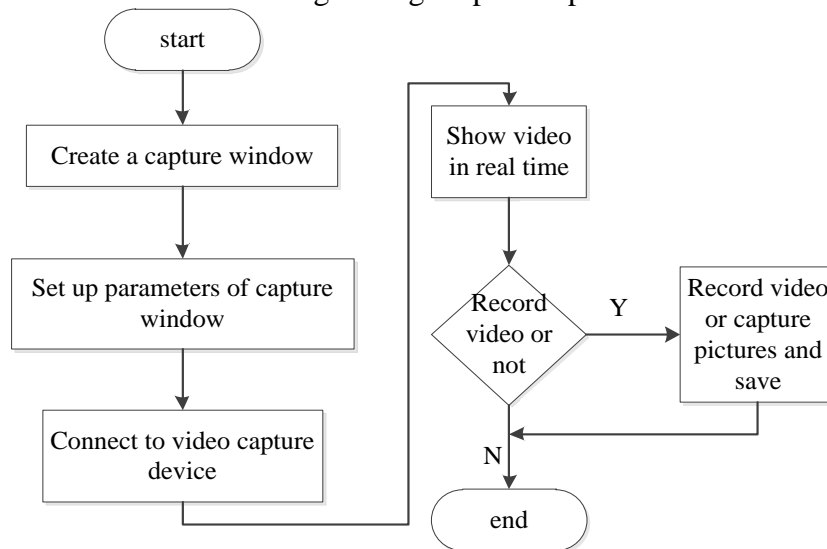 start
Create a capture window
Set up parameters of capture
window
Connect to video capture
device
Show video
in real time
Record
video or
not
Y
Record video
or capture
pictures and
save
N
end